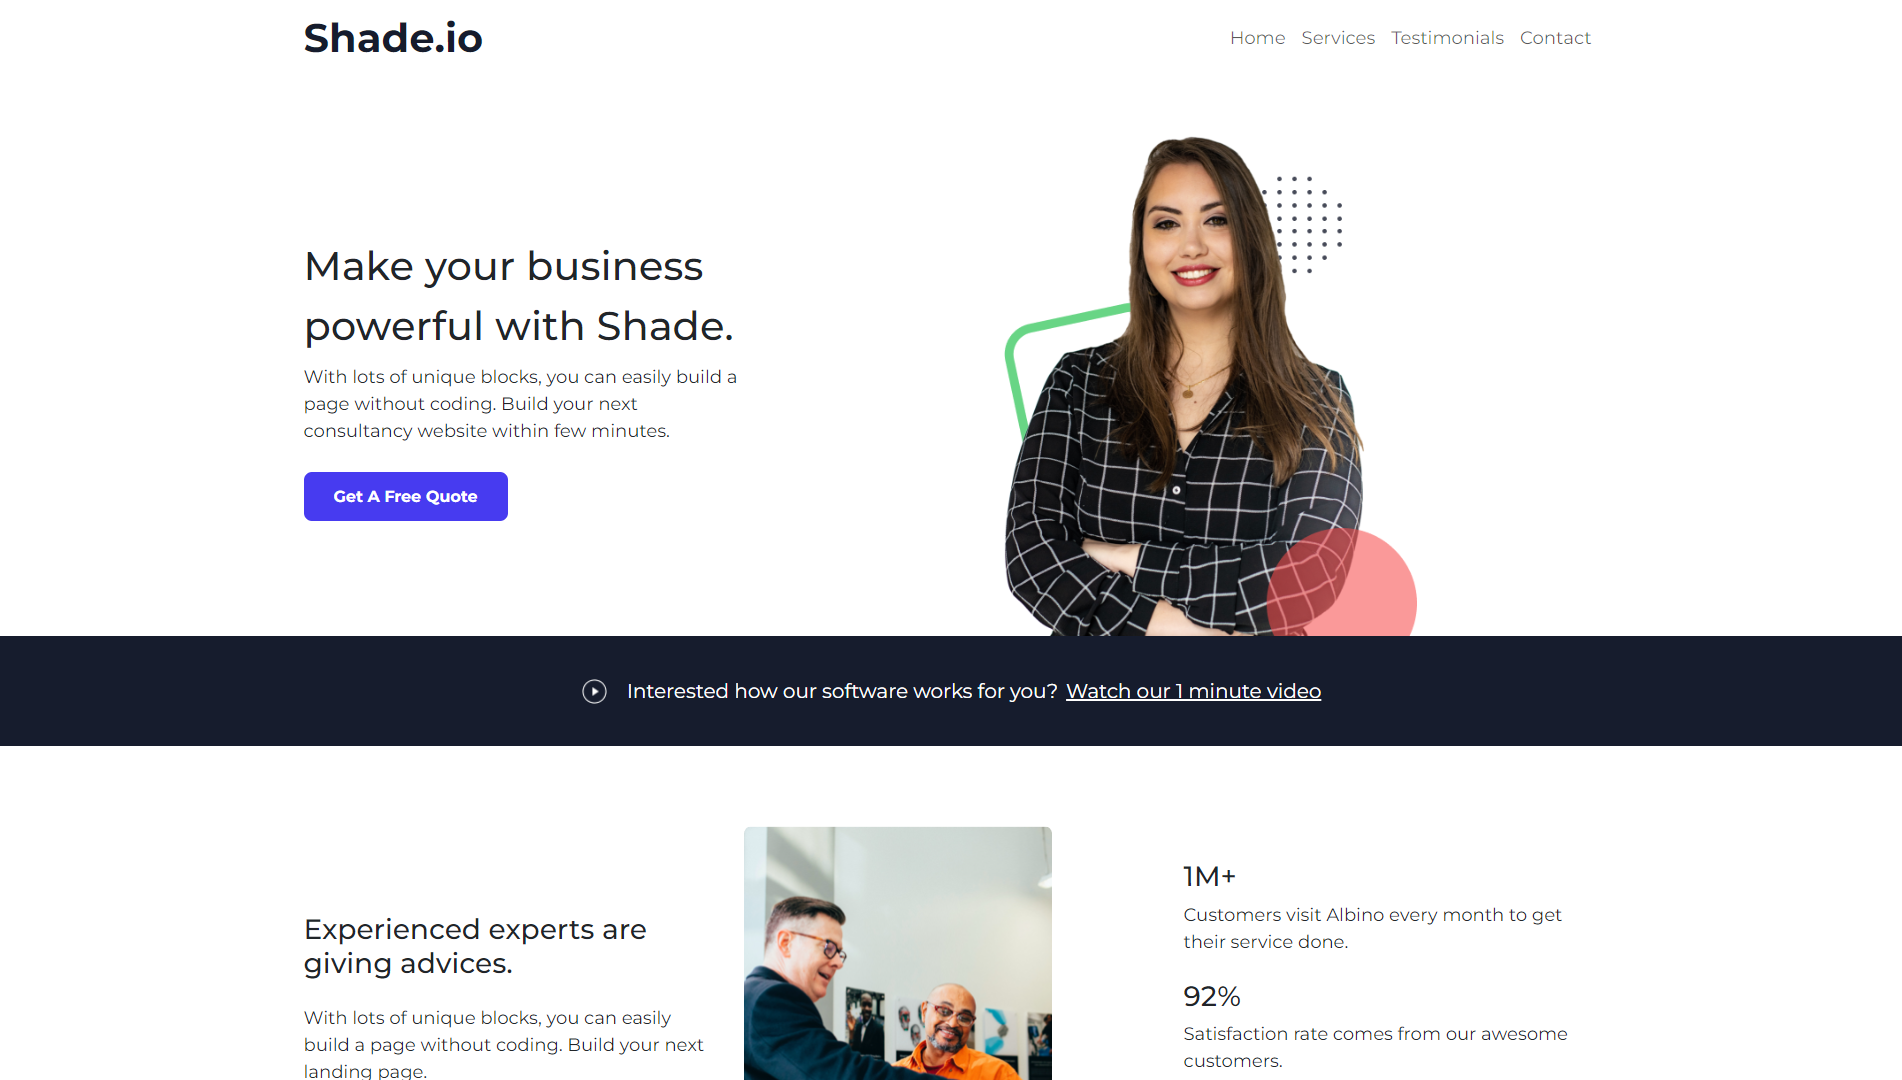 Shade.io
Home Services Testimonials Contact
Make your business
powerful with Shade.
With lots of unique blocks, you can easily build a
page without coding. Build your next
consultancy website within few minutes.
Get A Free Quote
Interested how our software works for you? Watch our 1 minute video
Experienced experts are
giving advices.
With lots of unique blocks, you can easily
build a page without coding. Build your next
landing page.
1M+
Customers visit Albino every month to get
their service done.
92%
Satisfaction rate comes from our awesome
customers.